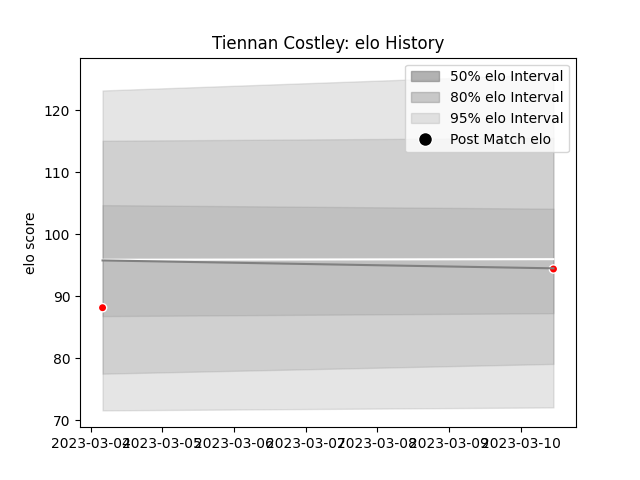 Tiennan Costley: elo History
50% elo Interval
80% elo Interval
95% elo Interval
Post Match elo
elo score
120
110
100
90
80
70
2023-03-04 2023-03-05 2023-03-06 2023-03-07 2023-03-08 2023-03-09 2023-03-10